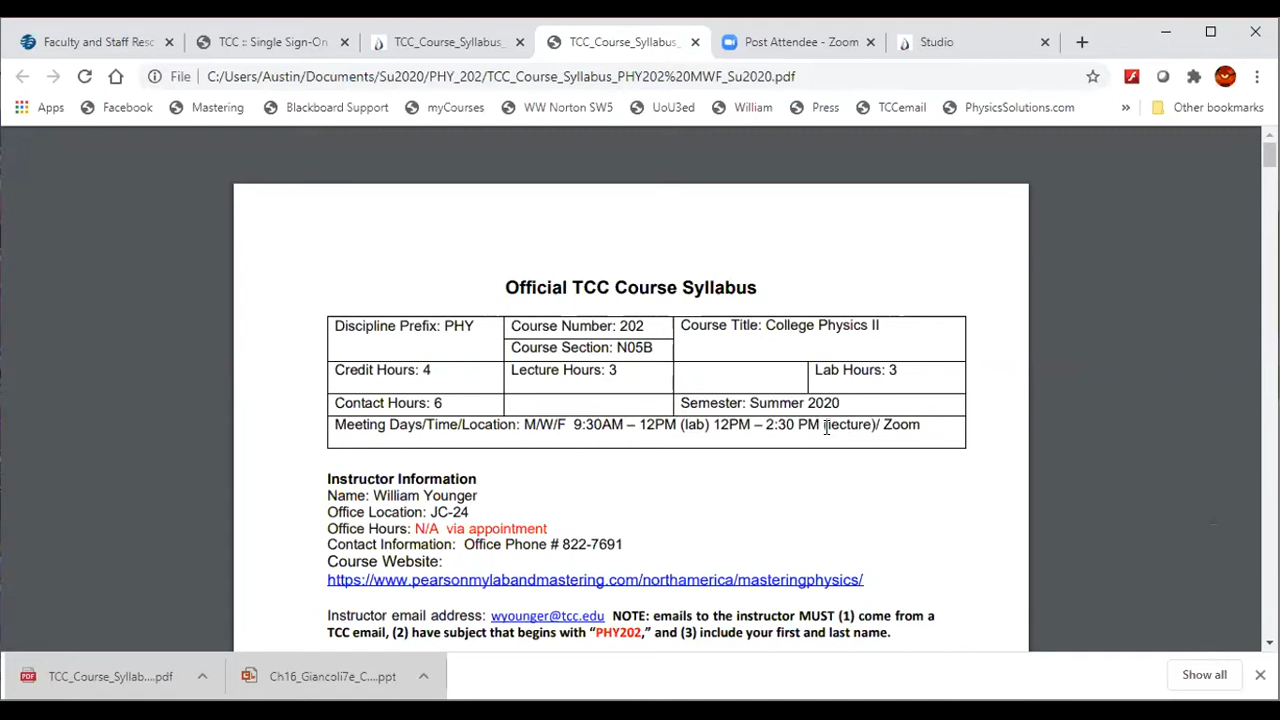 Faculty and Staff Resc
TCC :: Single Sign-On
TCC_Course_Syllabus_
TCC_Course_Syllabus_
Post Attendee - Zoom
Studio
File
C:/Users/Austin/Documents/Su2020/PHY_202/TCC_Course_Syllabus_PHY202%20MWF_Su2020.pdf
Apps
Facebook
Mastering
Blackboard Support
myCourses
WW Norton SW5
UoU3ed
William
Press
TCCemail
PhysicsSolutions.com
»
Other bookmarks
Official TCC Course Syllabus
Discipline Prefix: PHY
Course Number: 202
Course Title: College Physics II
Course Section: N05B
Credit Hours: 4
Lecture Hours: 3
Lab Hours: 3
Contact Hours: 6
Semester: Summer 2020
Meeting Days/Time/Location: M/W/F 9:30AM – 12PM (lab) 12PM – 2:30 PM (lecture)/ Zoom
Instructor Information
Name: William Younger
Office Location: JC-24
Office Hours: N/A via appointment
Contact Information: Office Phone # 822-7691
Course Website:
https://www.pearsonmylabandmastering.com/northamerica/masteringphysics/
Instructor email address: wyounger@tcc.edu NOTE: emails to the instructor MUST (1) come from a
TCC email, (2) have subject that begins with “PHY202,” and (3) include your first and last name.
TCC_Course_Syllab....pdf
Ch16_Giancoli7e_C....ppt
Show all